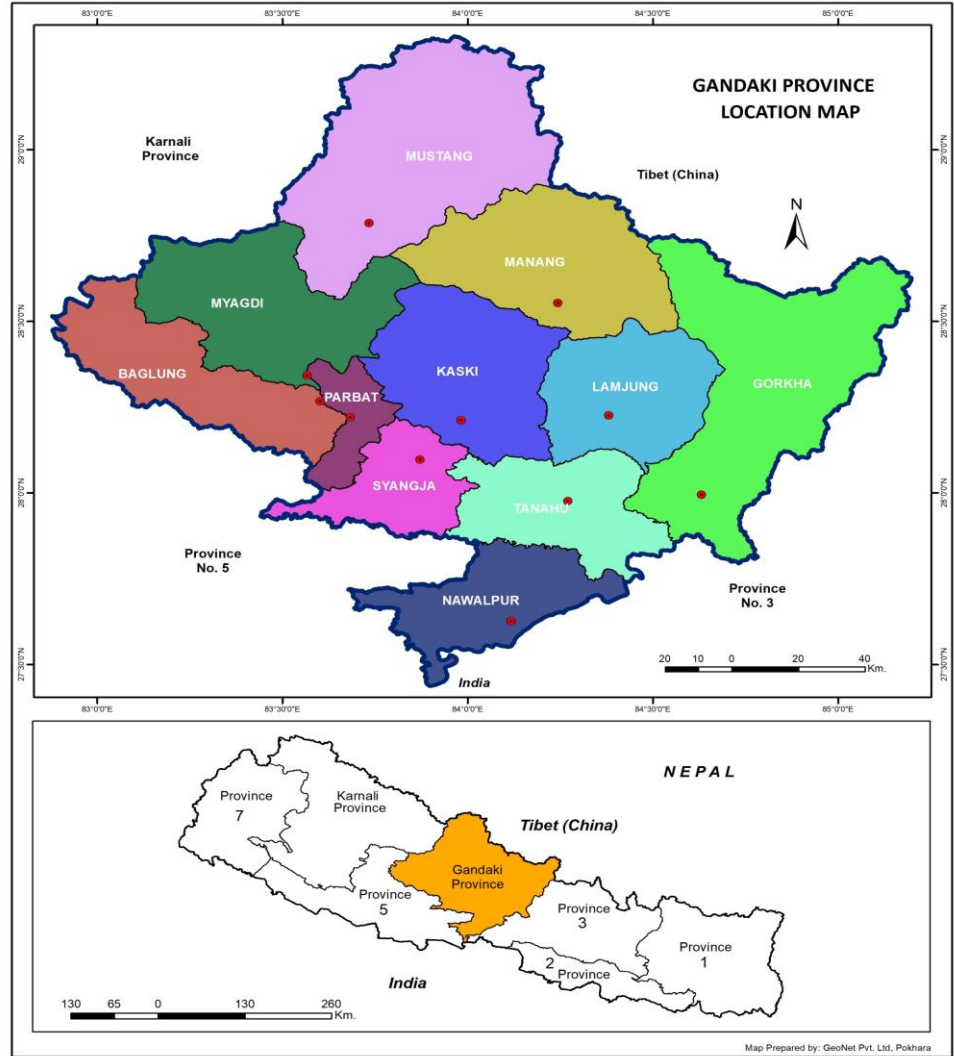 83°0'0"E
83°30'0"E
84°0'0"E
84°30'0"E
85°0'0"E
GANDAKI PROVINCE
LOCATION MAP
29°0'0"N
29°0'0"N
Karnali
Province
MUSTANG
Tibet (China)
N
MANANG
MYAGDI
28°30'0"N
28°30'0"N
BAGLUNG
PARBAT
KASKI
LAMJUNG
GORKHA
SYANGJA
28°0'0"N
28°0'0"N
TANAHU
Province
No. 5
Province
No. 3
NAWALPUR
27°30'0"N
27°30'0"N
20 10 0 20 40
Km.
India
83°0'0"E
83°30'0"E
84°0'0"E
84°30'0"E
85°0'0"E
NEPAL
Province
7
Karnali
Province
Tibet (China)
Gandaki
Province
Province
5
Province
3
Province
1
2
Province
India
130 65 0 130 260
Km.
Map Prepared by: GeoNet Pvt. Ltd, Pokhara